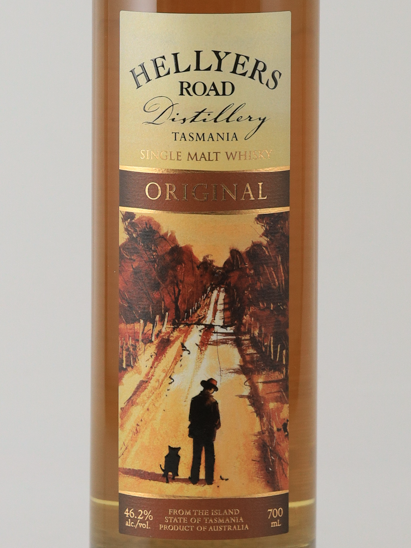 HELLYERS
ROAD
Distillery
TASMANIA
SINGLE MALT WHISKY
ORIGINAL
46.2%
alc./vol.
FROM THE ISLAND
STATE OF TASMANIA
PRODUCT OF AUSTRALIA
700
mL